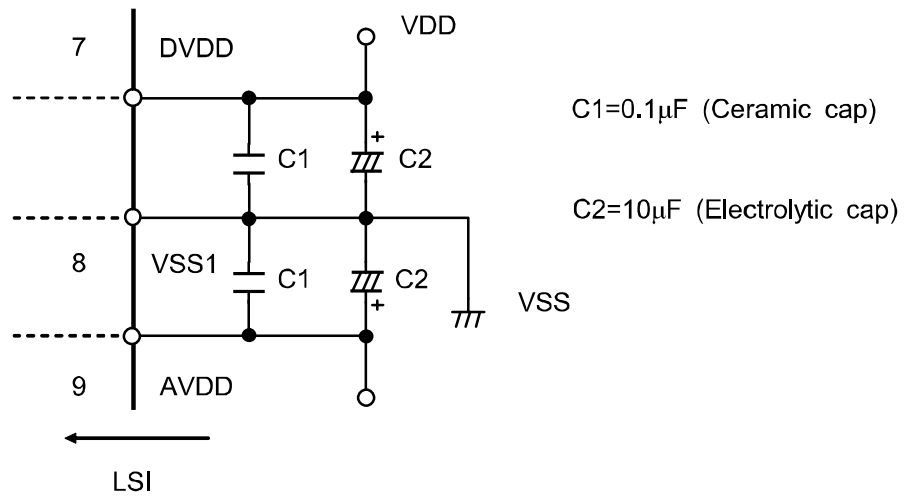 7 DVDD VDD
C1=0.1μF (Ceramic cap)
+
C1 C2
C2=10μF (Electrolytic cap)
8 VSS1 C1 C2
+
VSS
9 AVDD
LSI